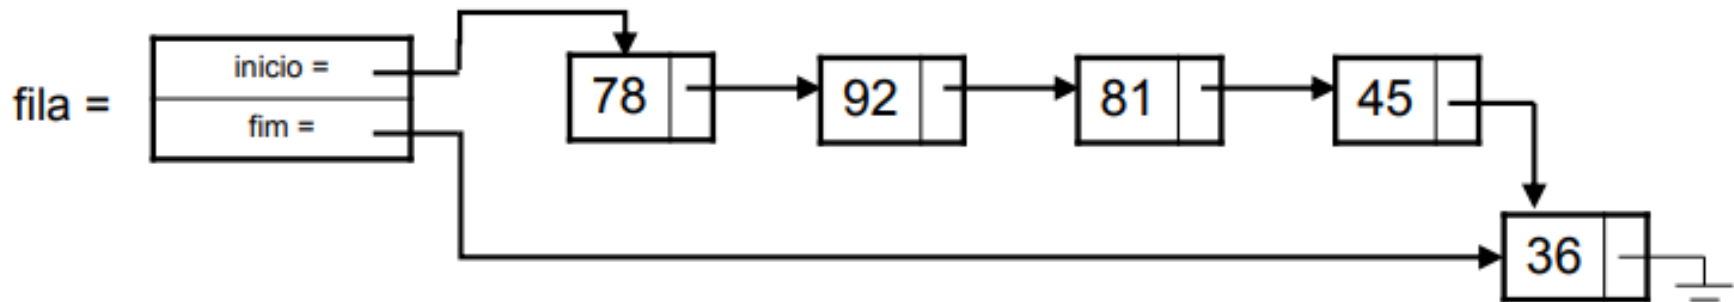 fila =
inicio =
fim =
78
92
81
45
36